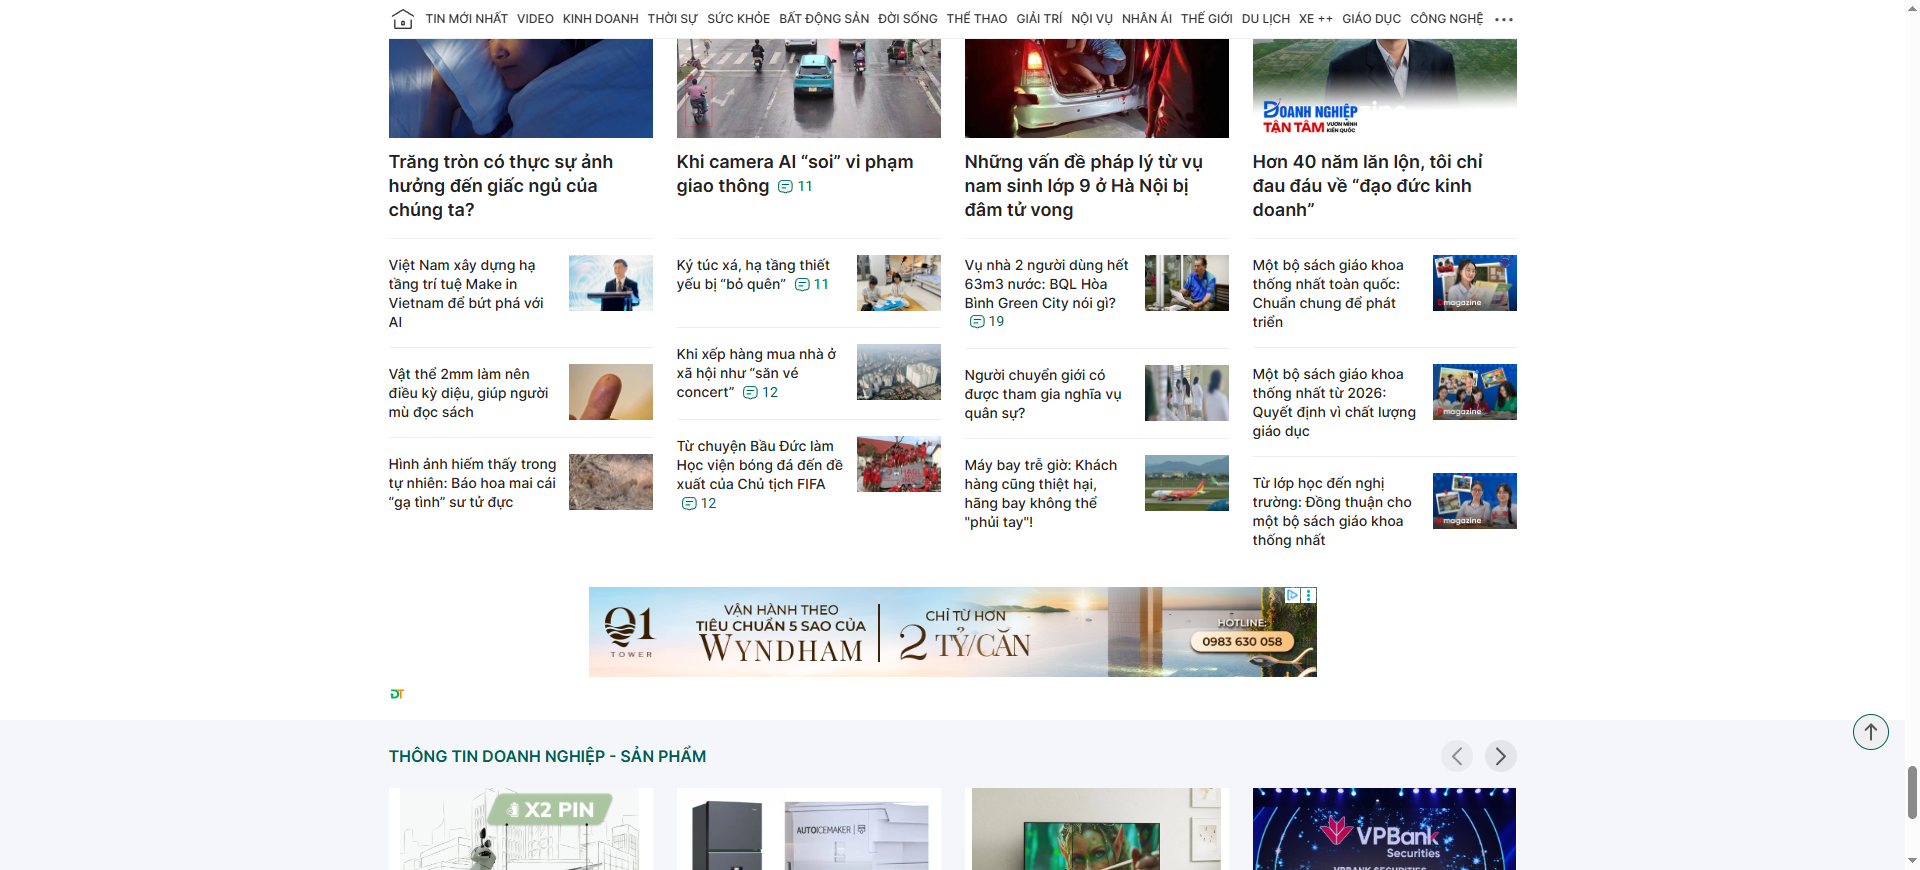 TIN MỚI NHẤT VIDEO KINH DOANH THỜI SỰ SỨC KHỎE BẤT ĐỘNG SẢN ĐỜI SỐNG THỂ THAO GIẢI TRÍ NỘI VỤ NHÂN ÁI THẾ GIỚI DU LỊCH XE ++ GIÁO DỤC CÔNG NGHỆ
DOANH NGHIỆP
TẬN TÂM VƯƠN MÌNH
KIẾN QUỐC
Trăng tròn có thực sự ảnh
hưởng đến giấc ngủ của
chúng ta?
Việt Nam xây dựng hạ
tầng trí tuệ Make in
Vietnam để bứt phá với
AI
Vật thể 2mm làm nên
điều kỳ diệu, giúp người
mù đọc sách
Hình ảnh hiếm thấy trong
tự nhiên: Báo hoa mai cái
“gạ tình” sư tử đực
Khi camera AI “soi” vi phạm
giao thông 11
Ký túc xá, hạ tầng thiết
yếu bị “bỏ quên” 11
Khi xếp hàng mua nhà ở
xã hội như “săn vé
concert” 12
Từ chuyện Bầu Đức làm
Học viện bóng đá đến đề
xuất của Chủ tịch FIFA
12
Những vấn đề pháp lý từ vụ
nam sinh lớp 9 ở Hà Nội bị
đâm tử vong
Vụ nhà 2 người dùng hết
63m3 nước: BQL Hòa
Bình Green City nói gì?
19
Người chuyển giới có
được tham gia nghĩa vụ
quân sự?
Máy bay trễ giờ: Khách
hàng cũng thiệt hại,
hãng bay không thể
"phủi tay"!
Hơn 40 năm lăn lộn, tôi chỉ
đau đáu về “đạo đức kinh
doanh”
Một bộ sách giáo khoa
thống nhất toàn quốc:
Chuẩn chung để phát
triển
Dmagazine
Một bộ sách giáo khoa
thống nhất từ 2026:
Quyết định vì chất lượng
giáo dục
Dmagazine
Từ lớp học đến nghị
trường: Đồng thuận cho
một bộ sách giáo khoa
thống nhất
Dmagazine
Q1
TOWER
VẬN HÀNH THEO
TIÊU CHUẨN 5 SAO CỦA
WYNDHAM
CHỈ TỪ HƠN
2 TỶ/CĂN
HOTLINE:
0983 630 058
DT
THÔNG TIN DOANH NGHIỆP - SẢN PHẨM
X2 PIN
AUTOICEMAKER
VPBank
Securities
VPBANK SECURITIES